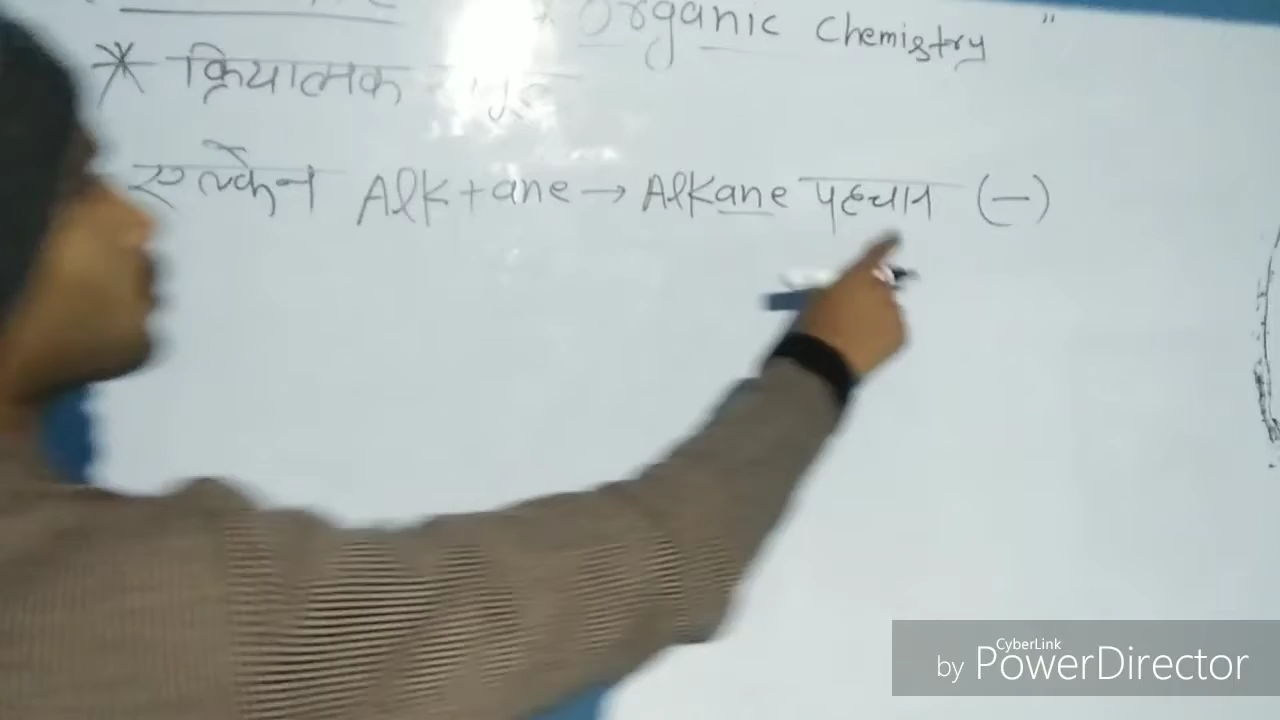 Organic Chemistry "
* क्रियात्मक
एल्केन Alk + ane → Alkane पहचान (—)
CyberLink
by PowerDirector